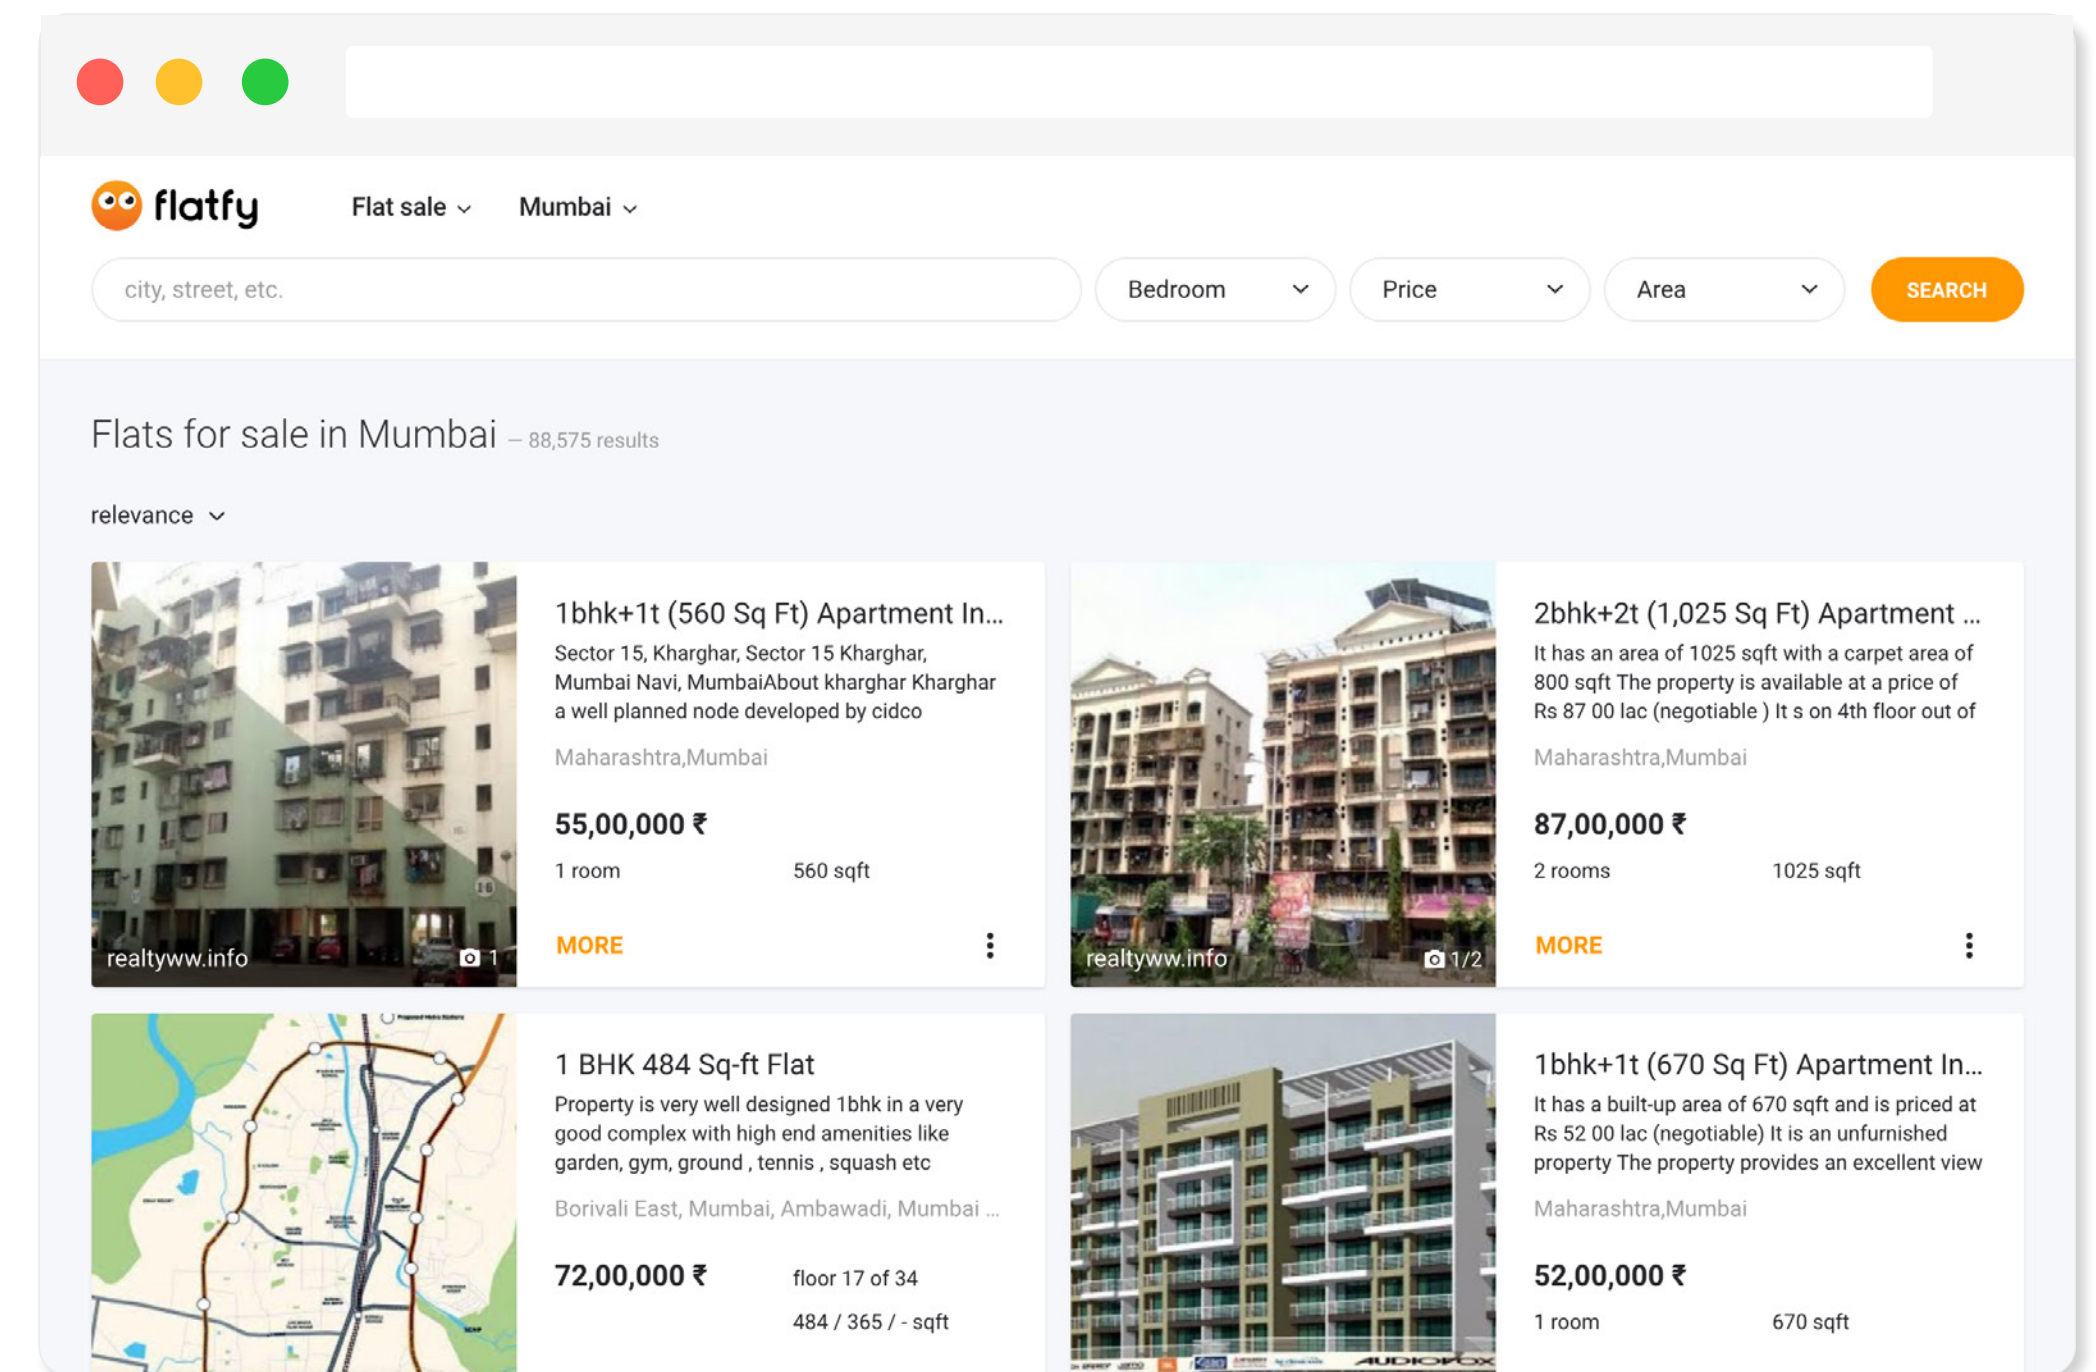 flatfy
Flat sale
Mumbai
city, street, etc.
Bedroom
Price
Area
SEARCH
Flats for sale in Mumbai – 88,575 results
relevance
1bhk+1t (560 Sq Ft) Apartment In...
Sector 15, Kharghar, Sector 15 Kharghar,
Mumbai Navi, MumbaiAbout kharghar Kharghar
a well planned node developed by cidco
Maharashtra,Mumbai
55,00,000 ₹
1 room
560 sqft
MORE
realtyww.info
1
2bhk+2t (1,025 Sq Ft) Apartment ...
It has an area of 1025 sqft with a carpet area of
800 sqft The property is available at a price of
Rs 87 00 lac (negotiable ) It s on 4th floor out of
Maharashtra,Mumbai
87,00,000 ₹
2 rooms
1025 sqft
MORE
realtyww.info
1/2
1 BHK 484 Sq-ft Flat
Property is very well designed 1bhk in a very
good complex with high end amenities like
garden, gym, ground , tennis , squash etc
Borivali East, Mumbai, Ambawadi, Mumbai ...
72,00,000 ₹
floor 17 of 34
484 / 365 / - sqft
1bhk+1t (670 Sq Ft) Apartment In...
It has a built-up area of 670 sqft and is priced at
Rs 52 00 lac (negotiable) It is an unfurnished
property The property provides an excellent view
Maharashtra,Mumbai
52,00,000 ₹
1 room
670 sqft
AUDIOVOX